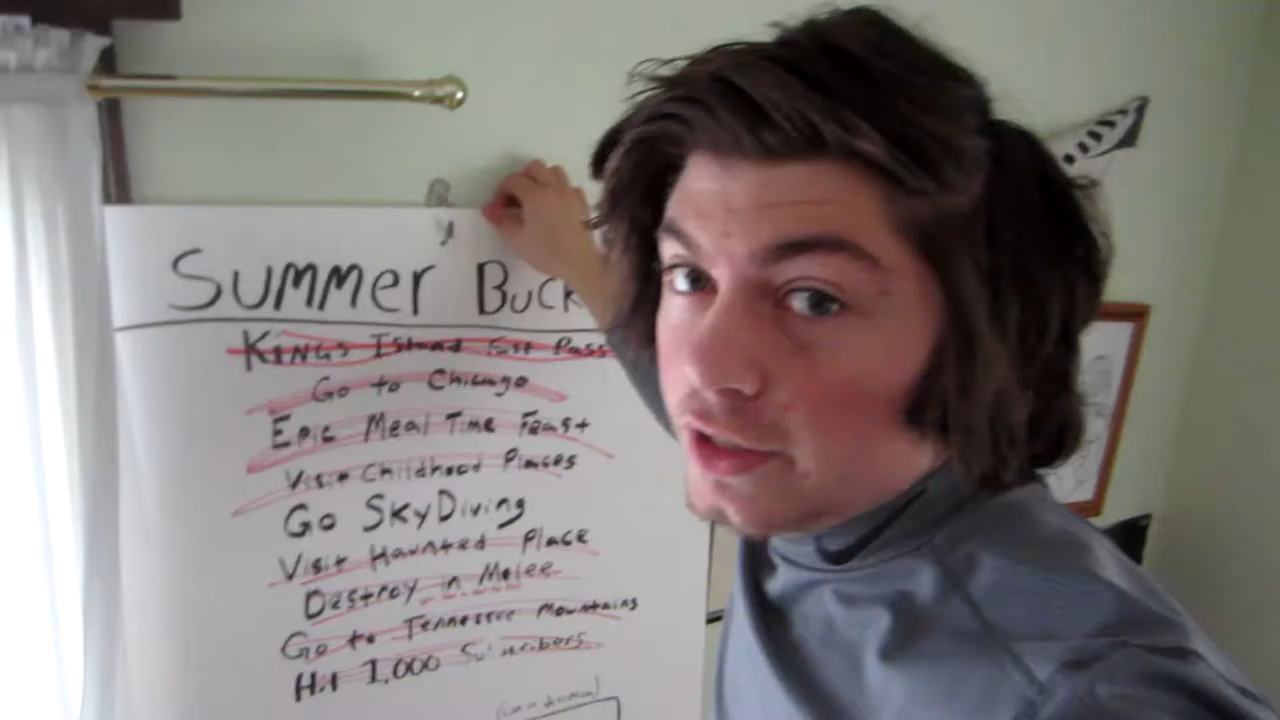 Summer Buck
Kings Island Fast Pass
Go to Chicago
Epic Meal Time Feast
Visit Childhood Places
Go SkyDiving
Visit Haunted Place
Destroy in Melee
Go to Tennessee Mountains
Hit 1,000 Subscribers